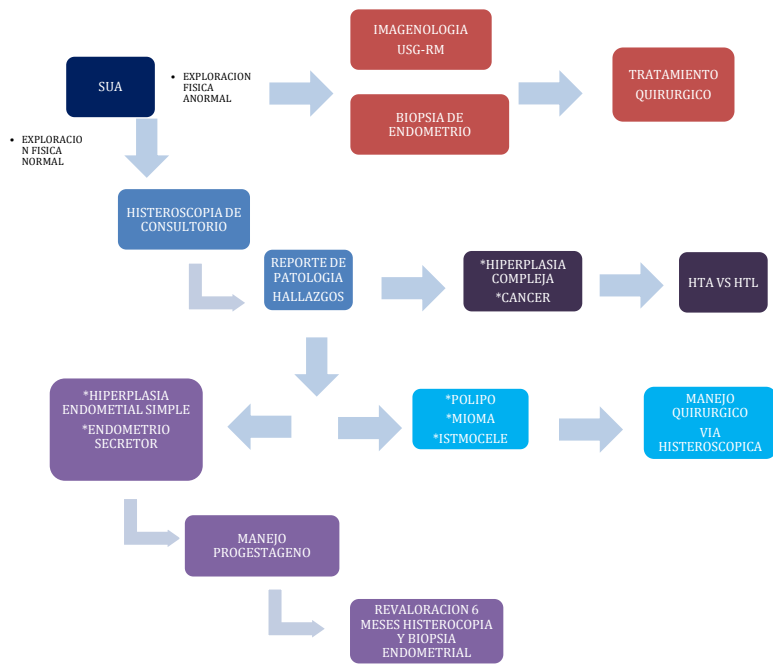 IMAGENOLOGIA
USG-RM
SUA
• EXPLORACION
FISICA
ANORMAL
TRATAMIENTO
QUIRURGICO
BIOPSIA DE
ENDOMETRIO
• EXPLORACIO
N FISICA
NORMAL
HISTEROSCOPIA DE
CONSULTORIO
REPORTE DE
PATOLOGIA
HALLAZGOS
*HIPERPLASIA
COMPLEJA
*CANCER
HTA VS HTL
*HIPERPLASIA
ENDOMETIAL SIMPLE
*ENDOMETRIO
SECRETOR
*POLIPO
*MIOMA
*ISTMOCELE
MANEJO
QUIRURGICO
VIA
HISTEROSCOPICA
MANEJO
PROGESTAGENO
REVALORACION 6
MESES HISTEROCOPIA
Y BIOPSIA
ENDOMETRIAL